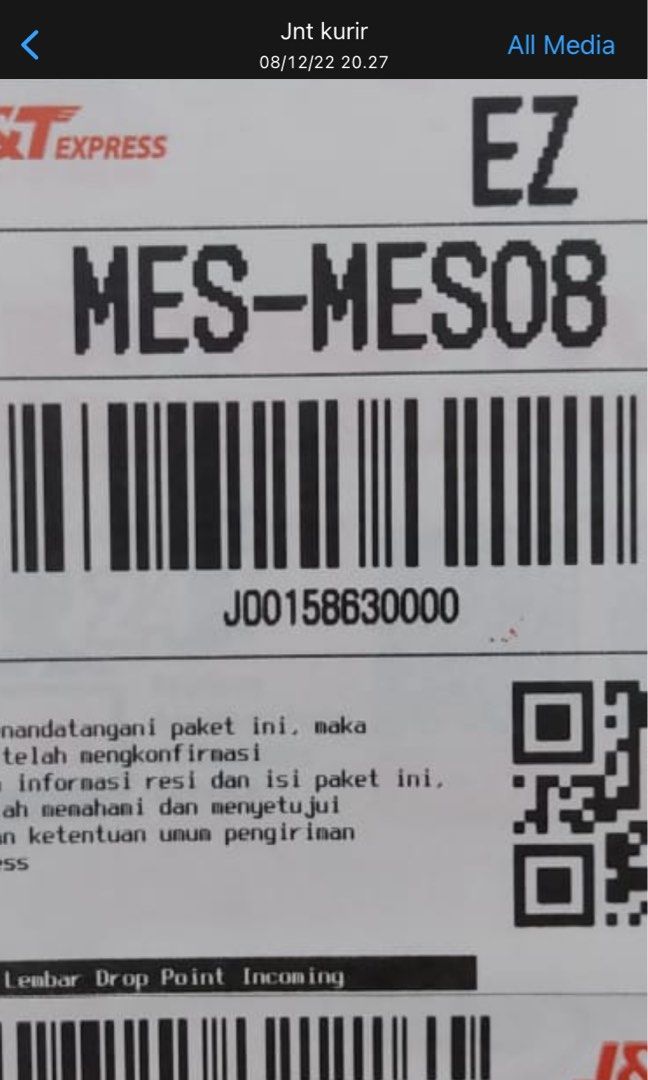 Jnt kurir
08/12/22 20.27
All Media
&T EXPRESS
EZ
MES-MES08
J00158630000
nandatangani paket ini, maka
telah mengkonfirmasi
informasi resi dan isi paket ini,
ah memahami dan menyetujui
an ketentuan umum pengiriman
ess
Lembar Drop Point Incoming
J&